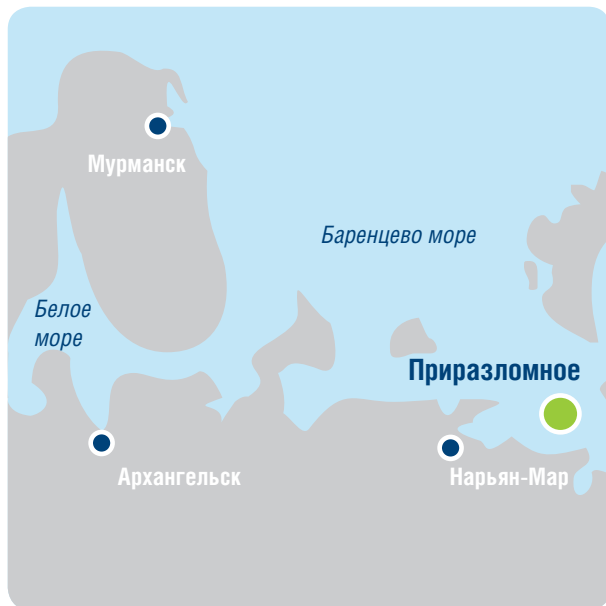 Мурманск
Баренцево море
Белое
море
Приразломное
Архангельск
Нарьян-Мар